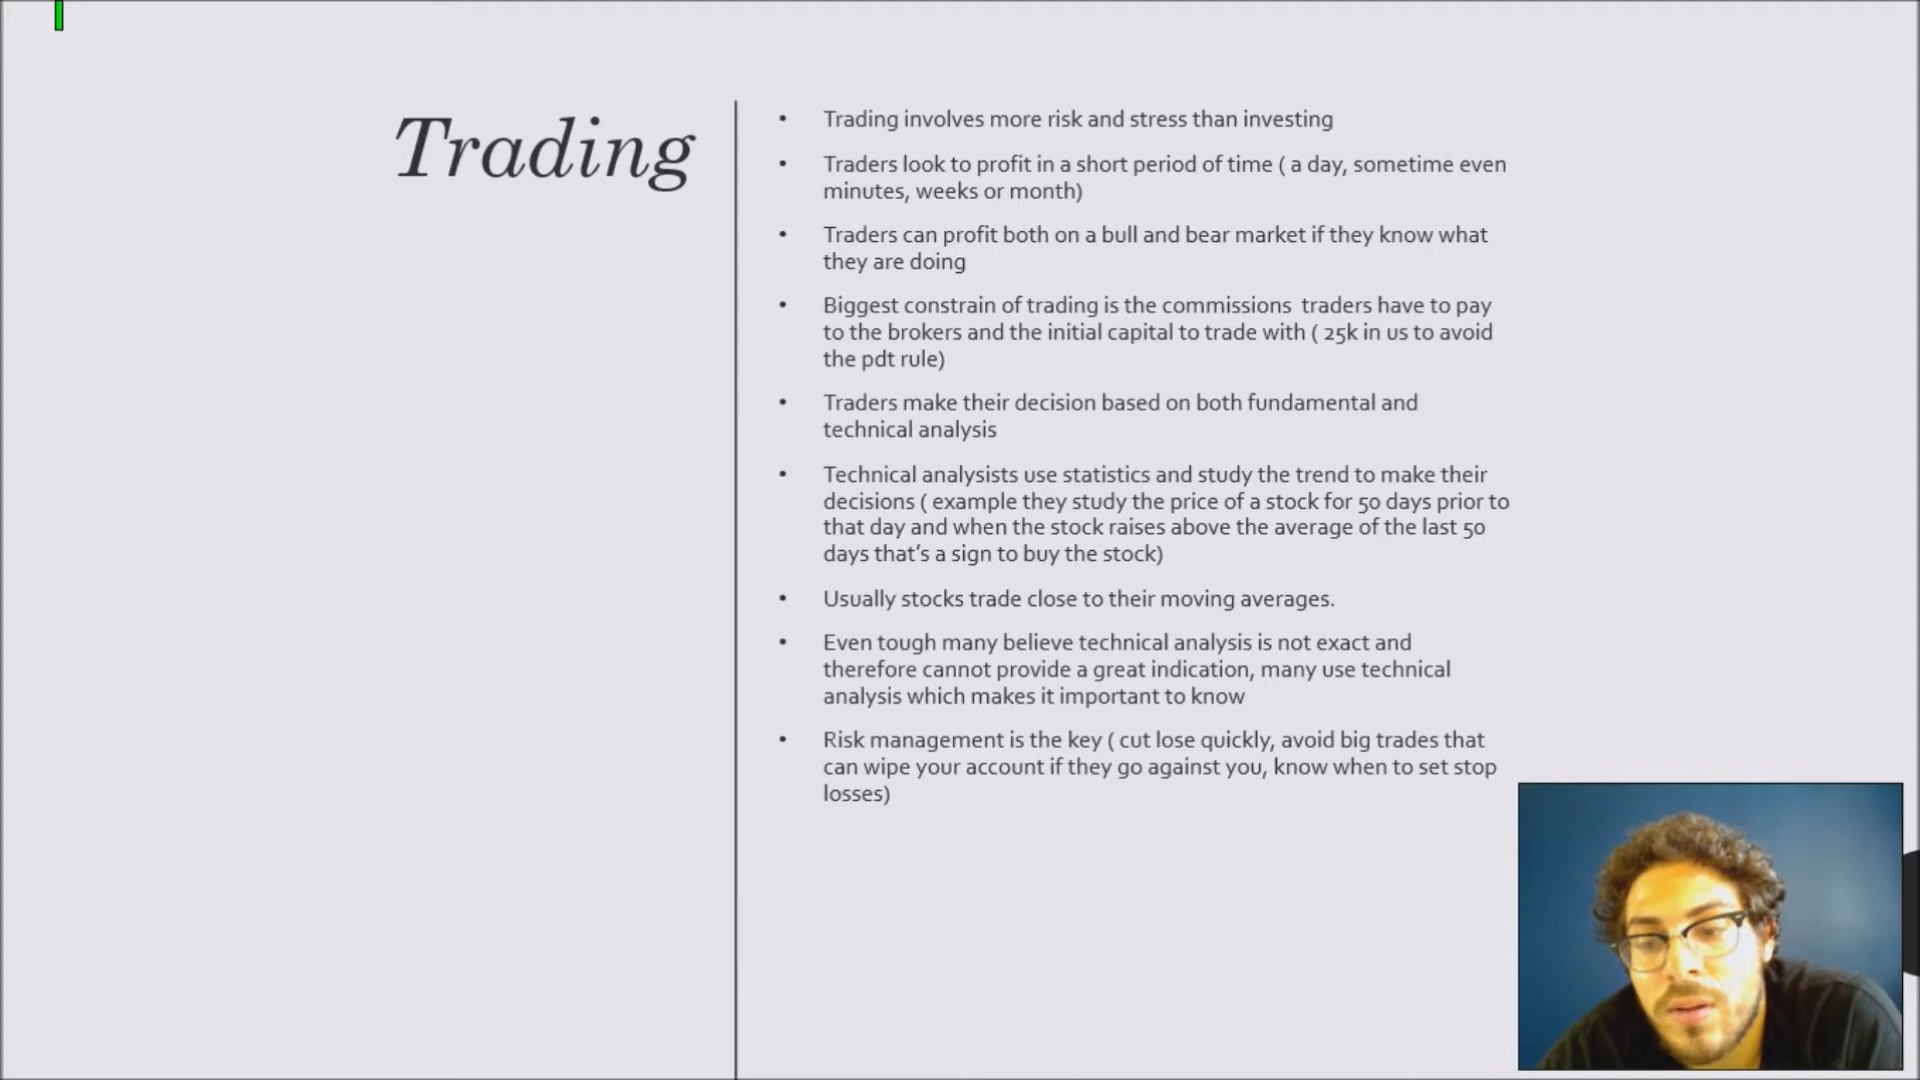 Trading
• Trading involves more risk and stress than investing
• Traders look to profit in a short period of time ( a day, sometime even
minutes, weeks or month)
• Traders can profit both on a bull and bear market if they know what
they are doing
• Biggest constrain of trading is the commissions  traders have to pay
to the brokers and the initial capital to trade with ( 25k in us to avoid
the pdt rule)
• Traders make their decision based on both fundamental and
technical analysis
• Technical analysists use statistics and study the trend to make their
decisions ( example they study the price of a stock for 50 days prior to
that day and when the stock raises above the average of the last 50
days that’s a sign to buy the stock)
• Usually stocks trade close to their moving averages.
• Even tough many believe technical analysis is not exact and
therefore cannot provide a great indication, many use technical
analysis which makes it important to know
• Risk management is the key ( cut lose quickly, avoid big trades that
can wipe your account if they go against you, know when to set stop
losses)